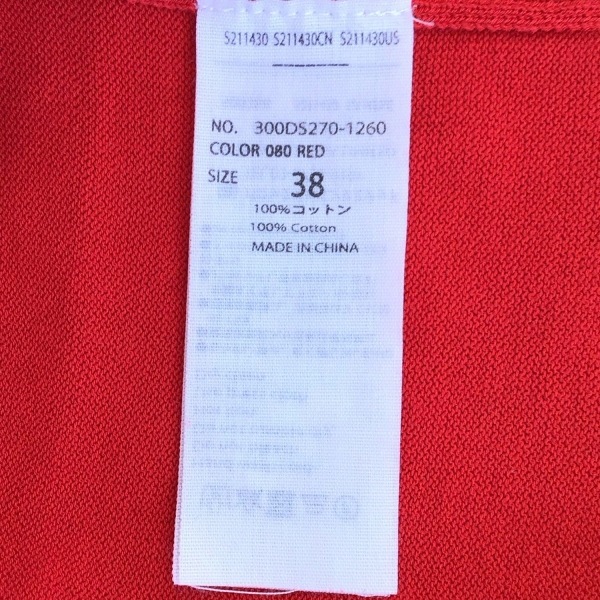 S211430 S211430CN S211430US
-------
NO. 300DS270-1260
COLOR 080 RED
SIZE 38
100%コットン
100% Cotton
MADE IN CHINA